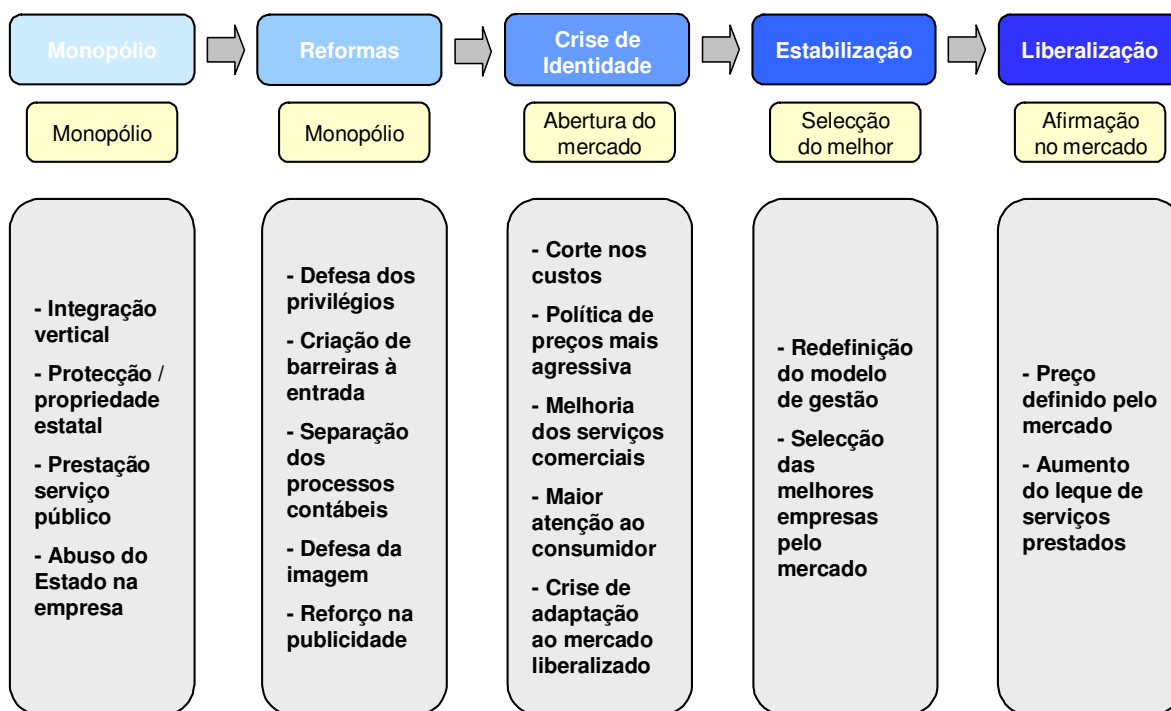 Monopólio
Reformas
Crise de
Identidade
Estabilização
Liberalização
Monopólio
Monopólio
Abertura do
mercado
Selecção
do melhor
Afirmação
no mercado
- Integração
vertical
- Protecção /
propriedade
estatal
- Prestação
serviço
público
- Abuso do
Estado na
empresa
- Defesa dos
privilégios
- Criação de
barreiras à
entrada
- Separação
dos
processos
contábeis
- Defesa da
imagem
- Reforço na
publicidade
- Corte nos
custos
- Política de
preços mais
agressiva
- Melhoria
dos serviços
comerciais
- Maior
atenção ao
consumidor
- Crise de
adaptação
ao mercado
liberalizado
- Redefinição
do modelo
de gestão
- Selecção
das
melhores
empresas
pelo
mercado
- Preço
definido pelo
mercado
- Aumento
do leque de
serviços
prestados